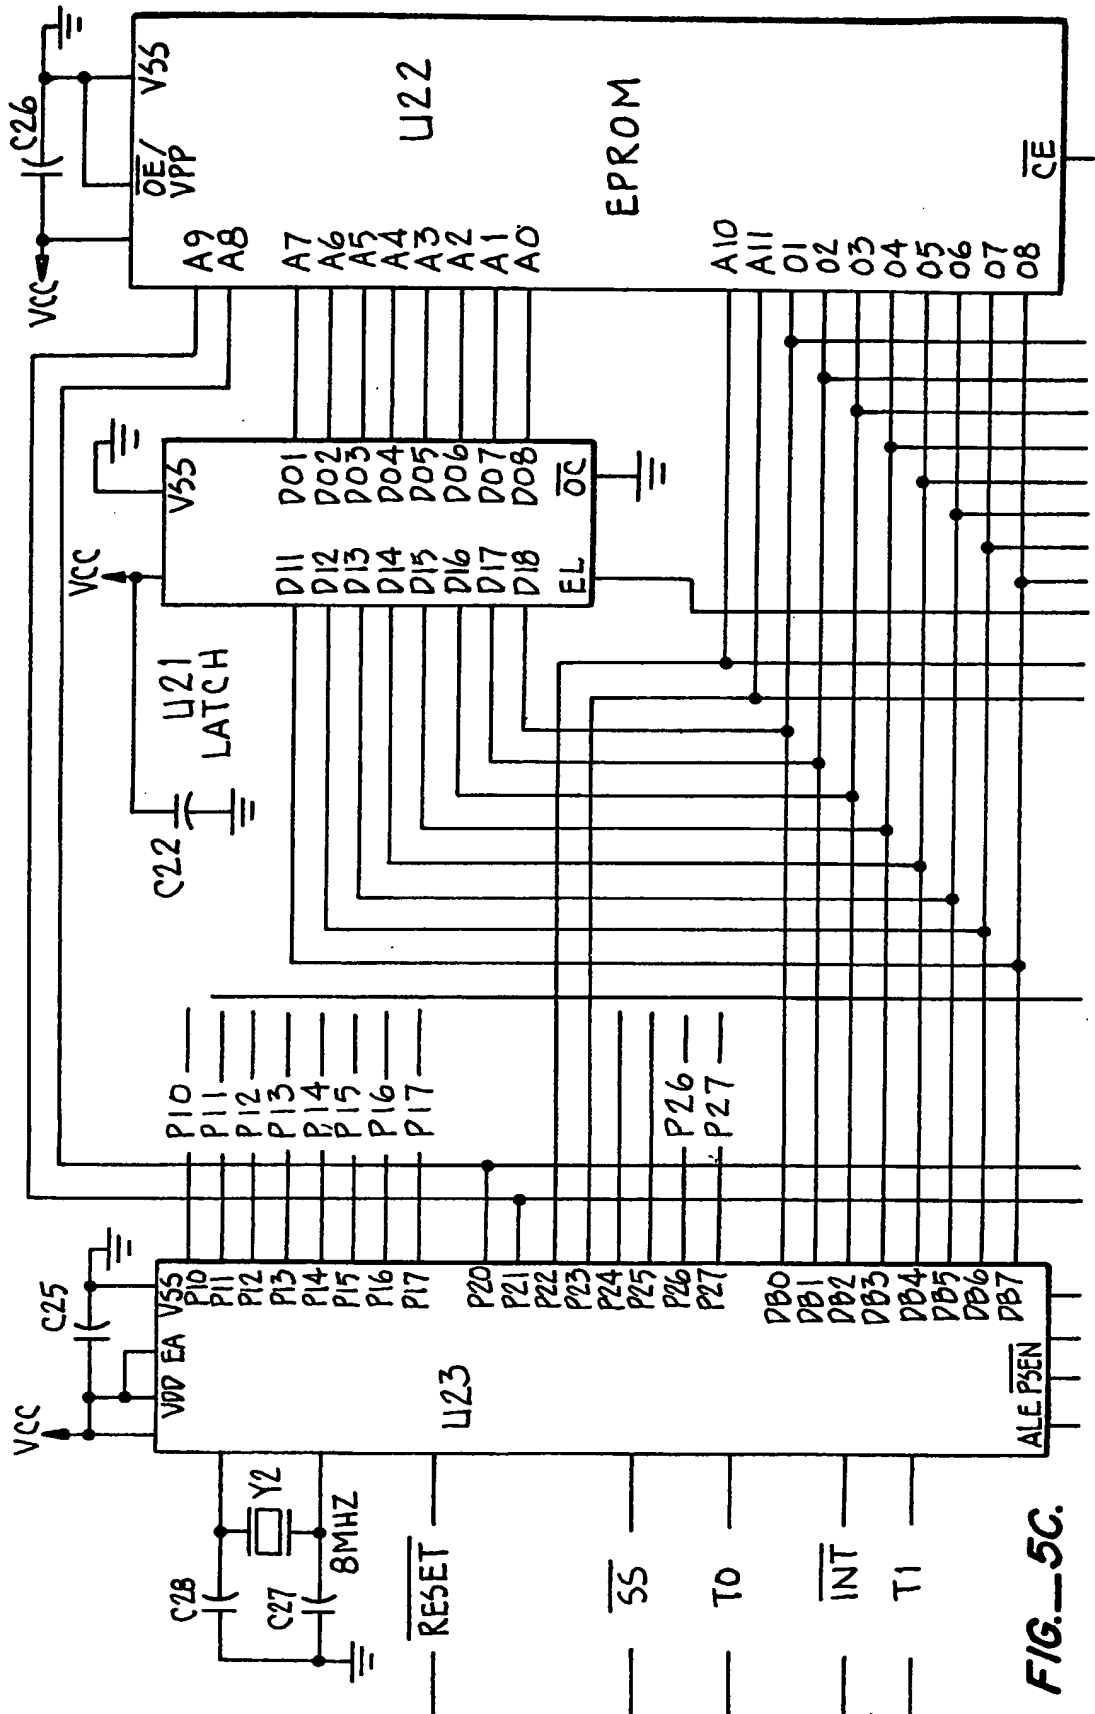 C26
VCC
VSS
OE/
VPP
U22
EPROM
A9
A8
A7
A6
A5
A4
A3
A2
A1
A0
A10
A11
O1
O2
O3
O4
O5
O6
O7
O8
CE
VCC
VSS
U21
LATCH
C22
DO1
DO2
DO3
DO4
DO5
DO6
DO7
DO8
OC
DI1
DI2
DI3
DI4
DI5
DI6
DI7
DI8
EL
P10
P11
P12
P13
P14
P15
P16
P17
P26
P27
VCC
C25
VDD
EA
VSS
P10
P11
P12
P13
P14
P15
P16
P17
P20
P21
P22
P23
P24
P25
P26
P27
DB0
DB1
DB2
DB3
DB4
DB5
DB6
DB7
U23
ALE
PSEN
C28
C27
Y2
8MHZ
RESET
SS
T0
INT
T1
FIG._5C.